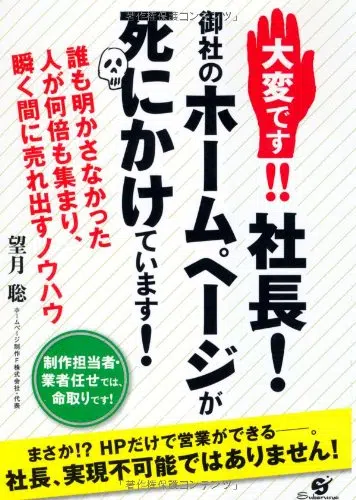 「著作権保護コンテンツ」
大変です!!社長!
御社のホームページが
死にかけています!
誰も明かさなかった
人が何倍も集まり、
瞬く間に売れ出すノウハウ
望月 聡
ホームページ制作F株式会社・代表
制作担当者・
業者任せでは、
命取りです!
まさか!? HPだけで営業ができる――。
社長、実現不可能ではありません!
Subarusya
「著作権保護コンテンツ」